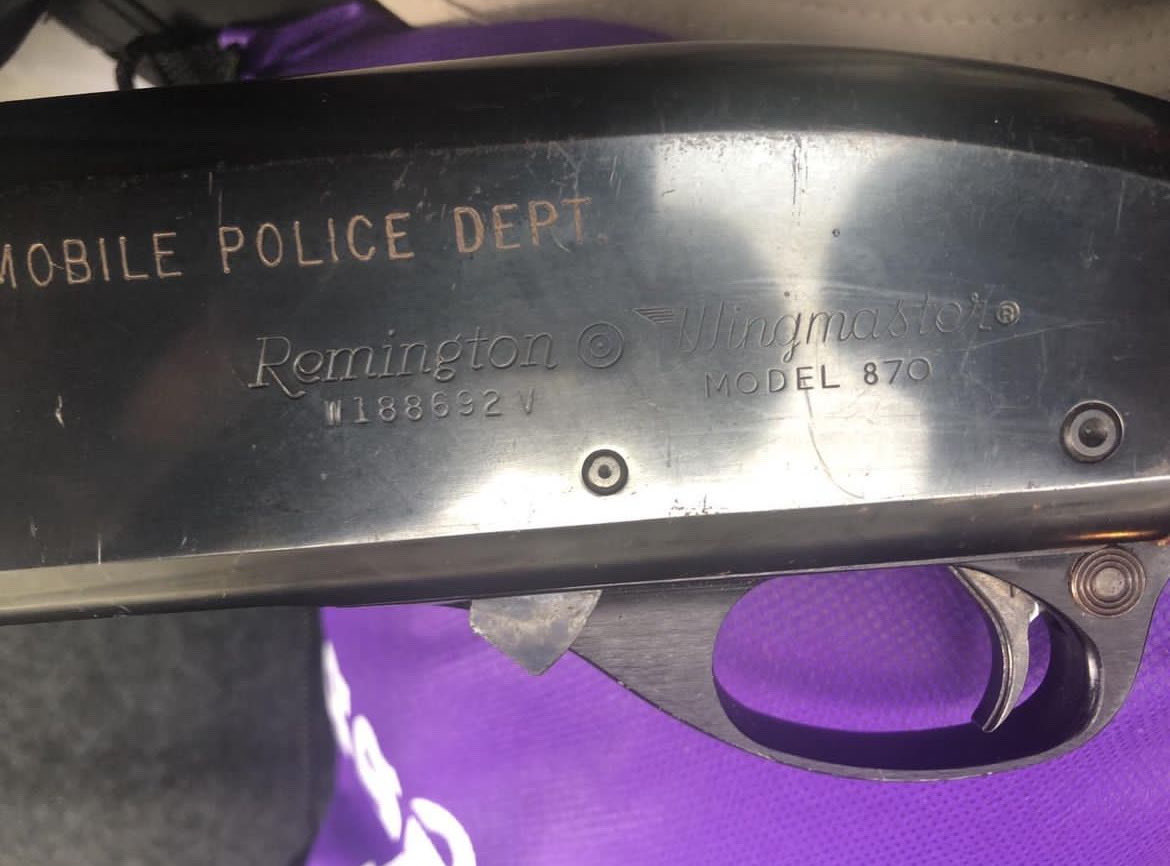 MOBILE POLICE DEPT.
Remington Wingmaster®
W188692V MODEL 870